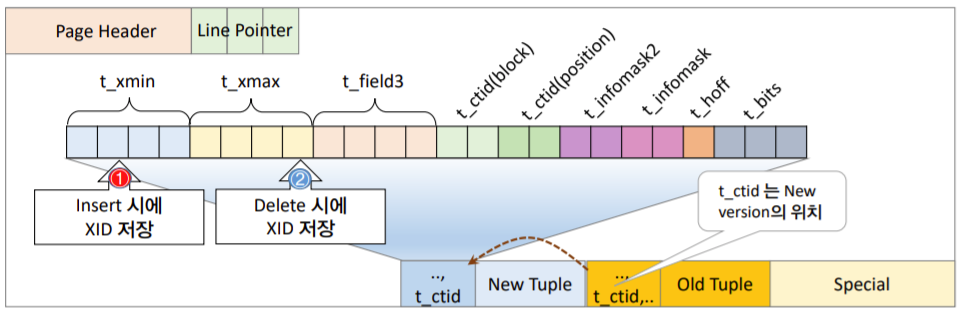 Page Header
Line Pointer
t_xmin
t_xmax
t_field3
t_ctid(block)
t_ctid(position)
t_infomask2
t_infomask
t_hoff
t_bits
1
Insert 시에
XID 저장
2
Delete 시에
XID 저장
t_ctid 는 New
version의 위치
..,
t_ctid
New Tuple
..,
t_ctid,..
Old Tuple
Special